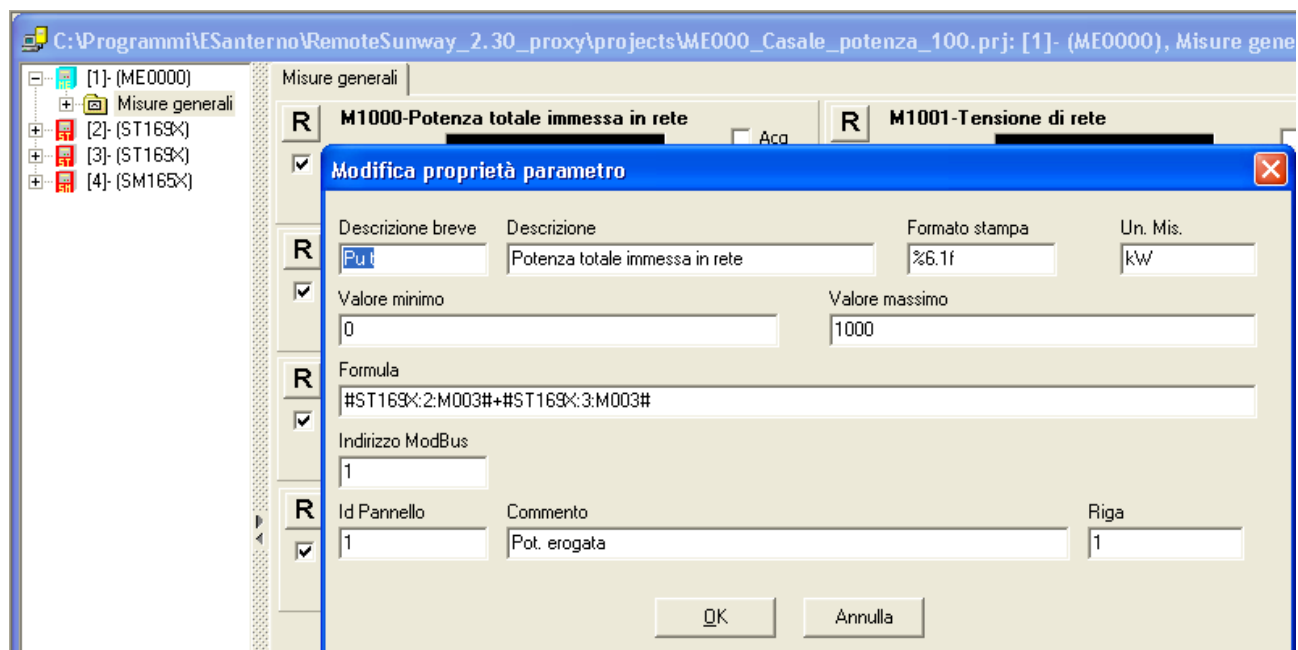 C:\Programmi\ESanterno\RemoteSunway_2.30_proxy\projects\ME000_Casale_potenza_100.prj: [1]- (ME0000), Misure gene
[1]- (ME0000)
Misure generali
[2]- (ST169X)
[3]- (ST169X)
[4]- (SM165X)
Misure generali
R M1000-Potenza totale immessa in rete Acq
R M1001-Tensione di rete
R
R
R
Modifica proprietà parametro
Descrizione breve Descrizione Formato stampa Un. Mis.
Pu t Potenza totale immessa in rete %6.1f kW
Valore minimo Valore massimo
0 1000
Formula
#ST169X:2:M003#+#ST169X:3:M003#
Indirizzo ModBus
1
Id Pannello Commento Riga
1 Pot. erogata 1
OK Annulla